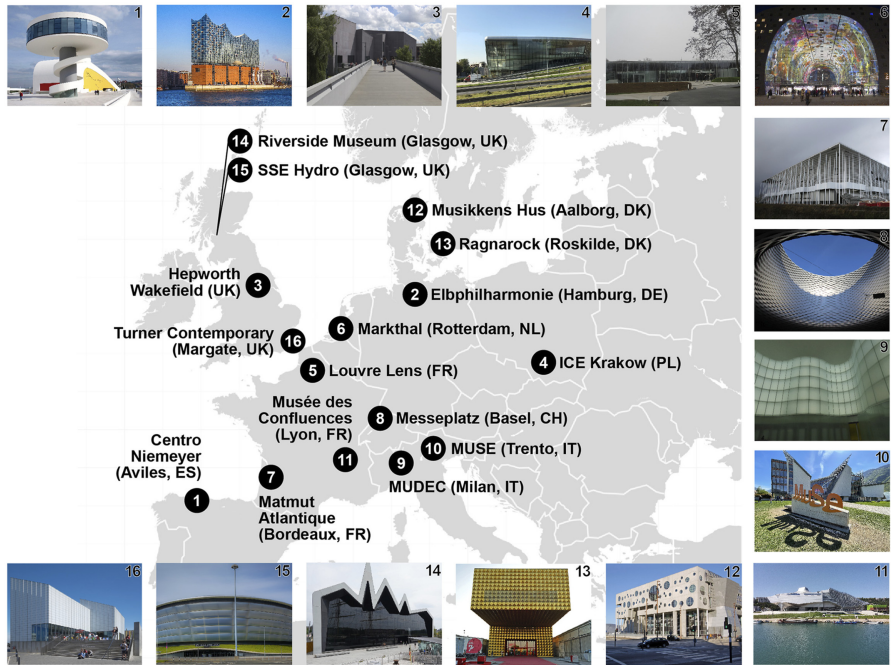 1
2
3
4
5
6
7
8
9
10
muse
11
12
13
14
15
16
14 Riverside Museum (Glasgow, UK)
15 SSE Hydro (Glasgow, UK)
12 Musikkens Hus (Aalborg, DK)
13 Ragnarock (Roskilde, DK)
Hepworth
Wakefield (UK) 3
2 Elbphilharmonie (Hamburg, DE)
6 Markthal (Rotterdam, NL)
Turner Contemporary
(Margate, UK) 16
5 Louvre Lens (FR)
4 ICE Krakow (PL)
Musée des
Confluences
(Lyon, FR)
11
8 Messeplatz (Basel, CH)
10 MUSE (Trento, IT)
9
MUDEC (Milan, IT)
Centro
Niemeyer
(Aviles, ES)
1
7
Matmut
Atlantique
(Bordeaux, FR)